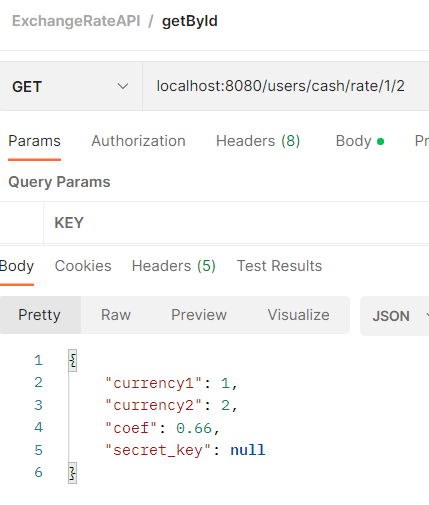 ExchangeRateAPI / getById
GET localhost:8080/users/cash/rate/1/2
Params Authorization Headers (8) Body Pr
Query Params
KEY
Body Cookies Headers (5) Test Results
Pretty Raw Preview Visualize JSON
1 {
2 "currency1": 1,
3 "currency2": 2,
4 "coef": 0.66,
5 "secret_key": null
6 }